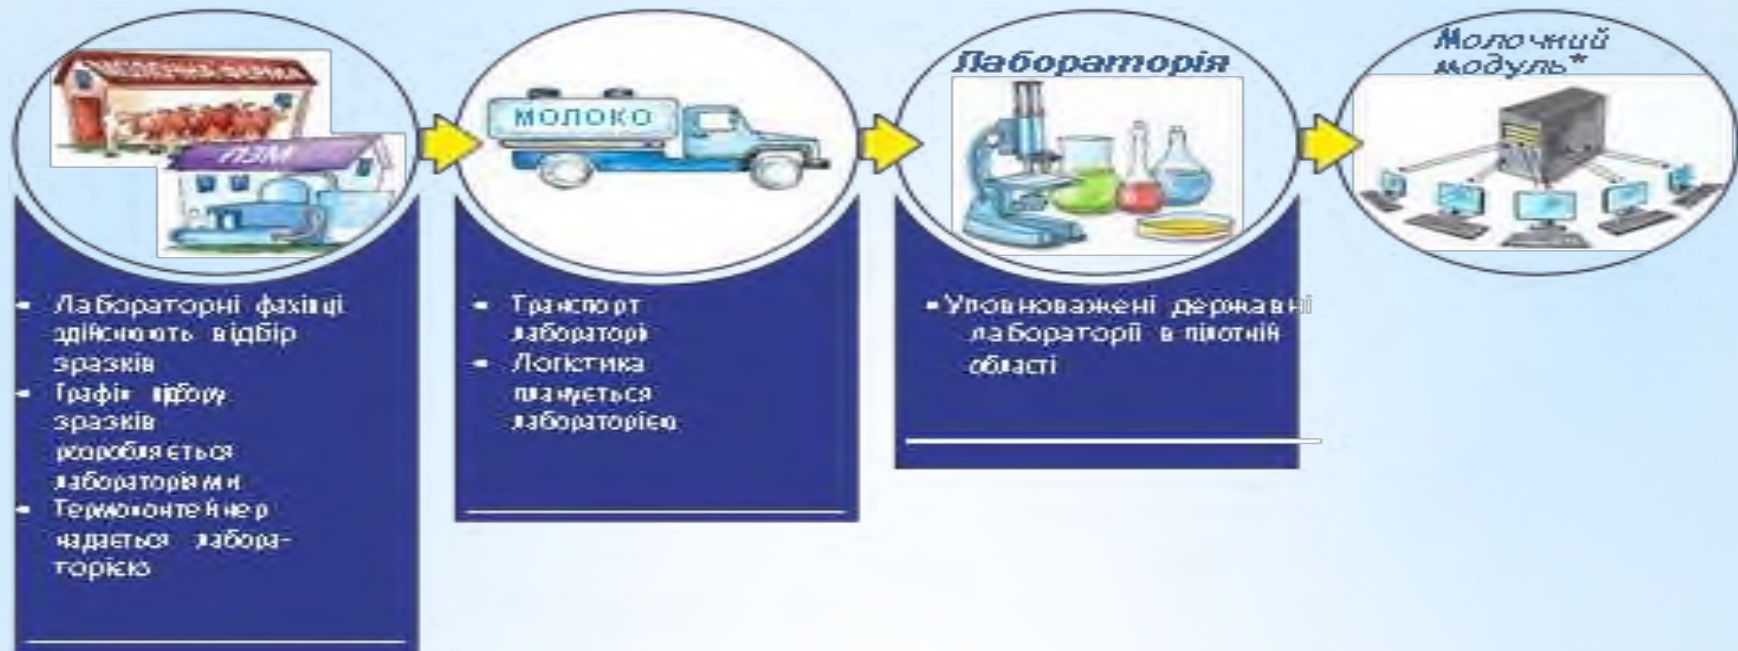 МОЛОЧНА ФЕРМА
ПЗМ
• Лабораторні фахівці
здійснюють відбір
зразків
• Графік відбору
зразків
розробляється
лабораторіями
• Термоконтейнер
надається лабора-
торією
МОЛОКО
• Транспорт
лабораторії
• Логістика
планується
лабораторією
Лабораторія
• Уповноважені державні
лабораторії в пілотній
області
Молочний
модуль*